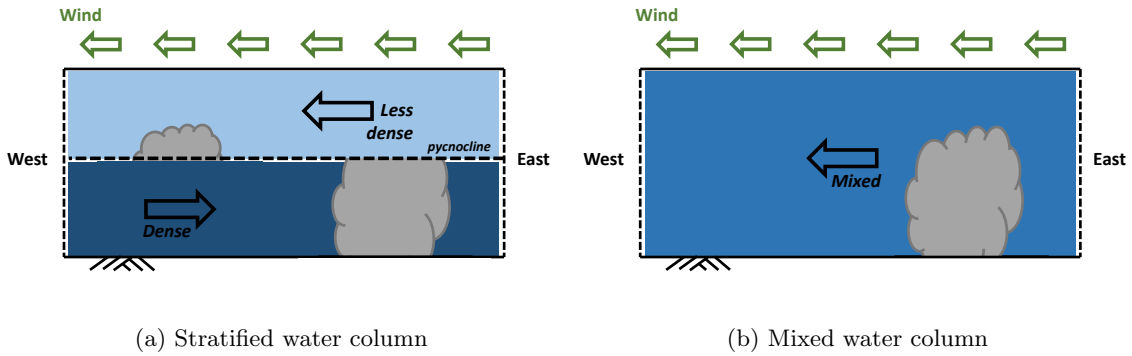 Wind
Less
dense
pycnocline
West
East
Dense
(a) Stratified water column
Wind
West
East
Mixed
(b) Mixed water column